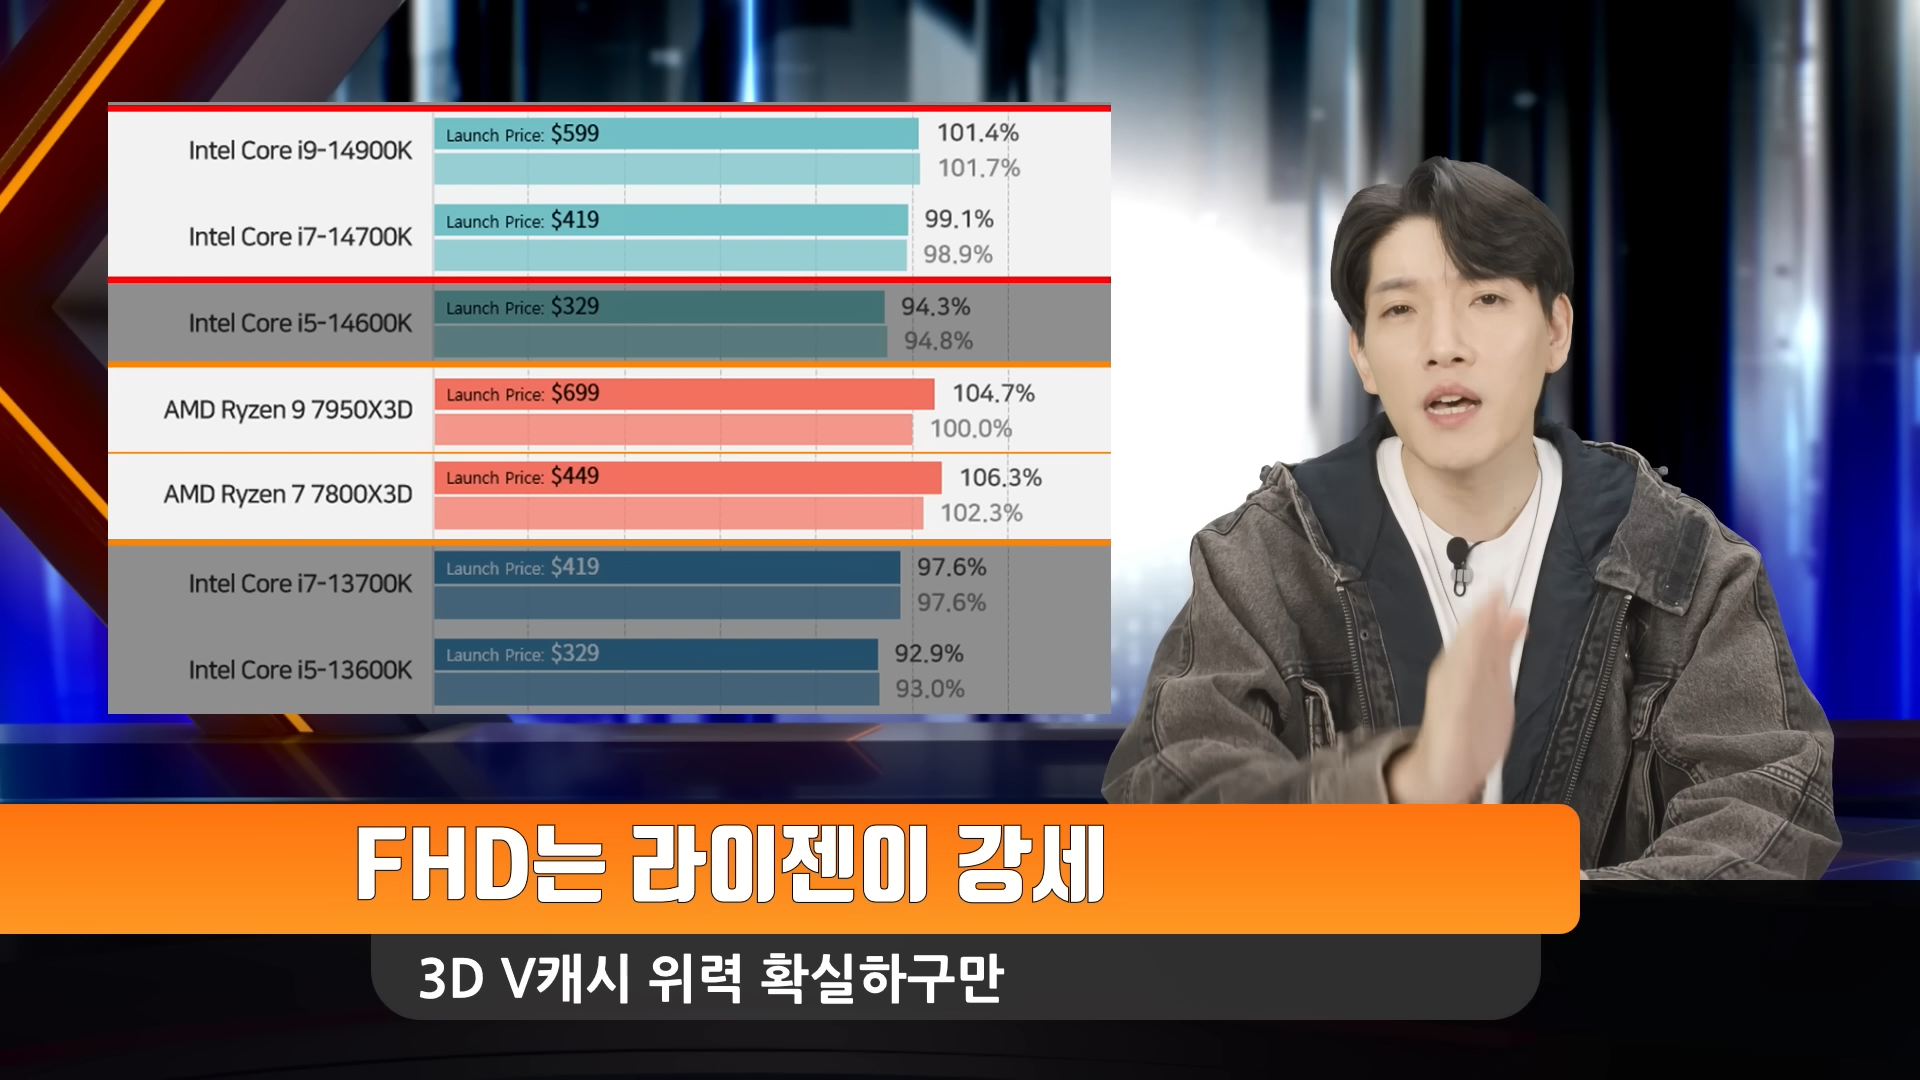 Intel Core i9-14900K
Launch Price: $599
101.4%
101.7%
Intel Core i7-14700K
Launch Price: $419
99.1%
98.9%
Intel Core i5-14600K
Launch Price: $329
94.3%
94.8%
AMD Ryzen 9 7950X3D
Launch Price: $699
104.7%
100.0%
AMD Ryzen 7 7800X3D
Launch Price: $449
106.3%
102.3%
Intel Core i7-13700K
Launch Price: $419
97.6%
97.6%
Intel Core i5-13600K
Launch Price: $329
92.9%
93.0%
FHD는 라이젠이 강세
3D V캐시 위력 확실하구만